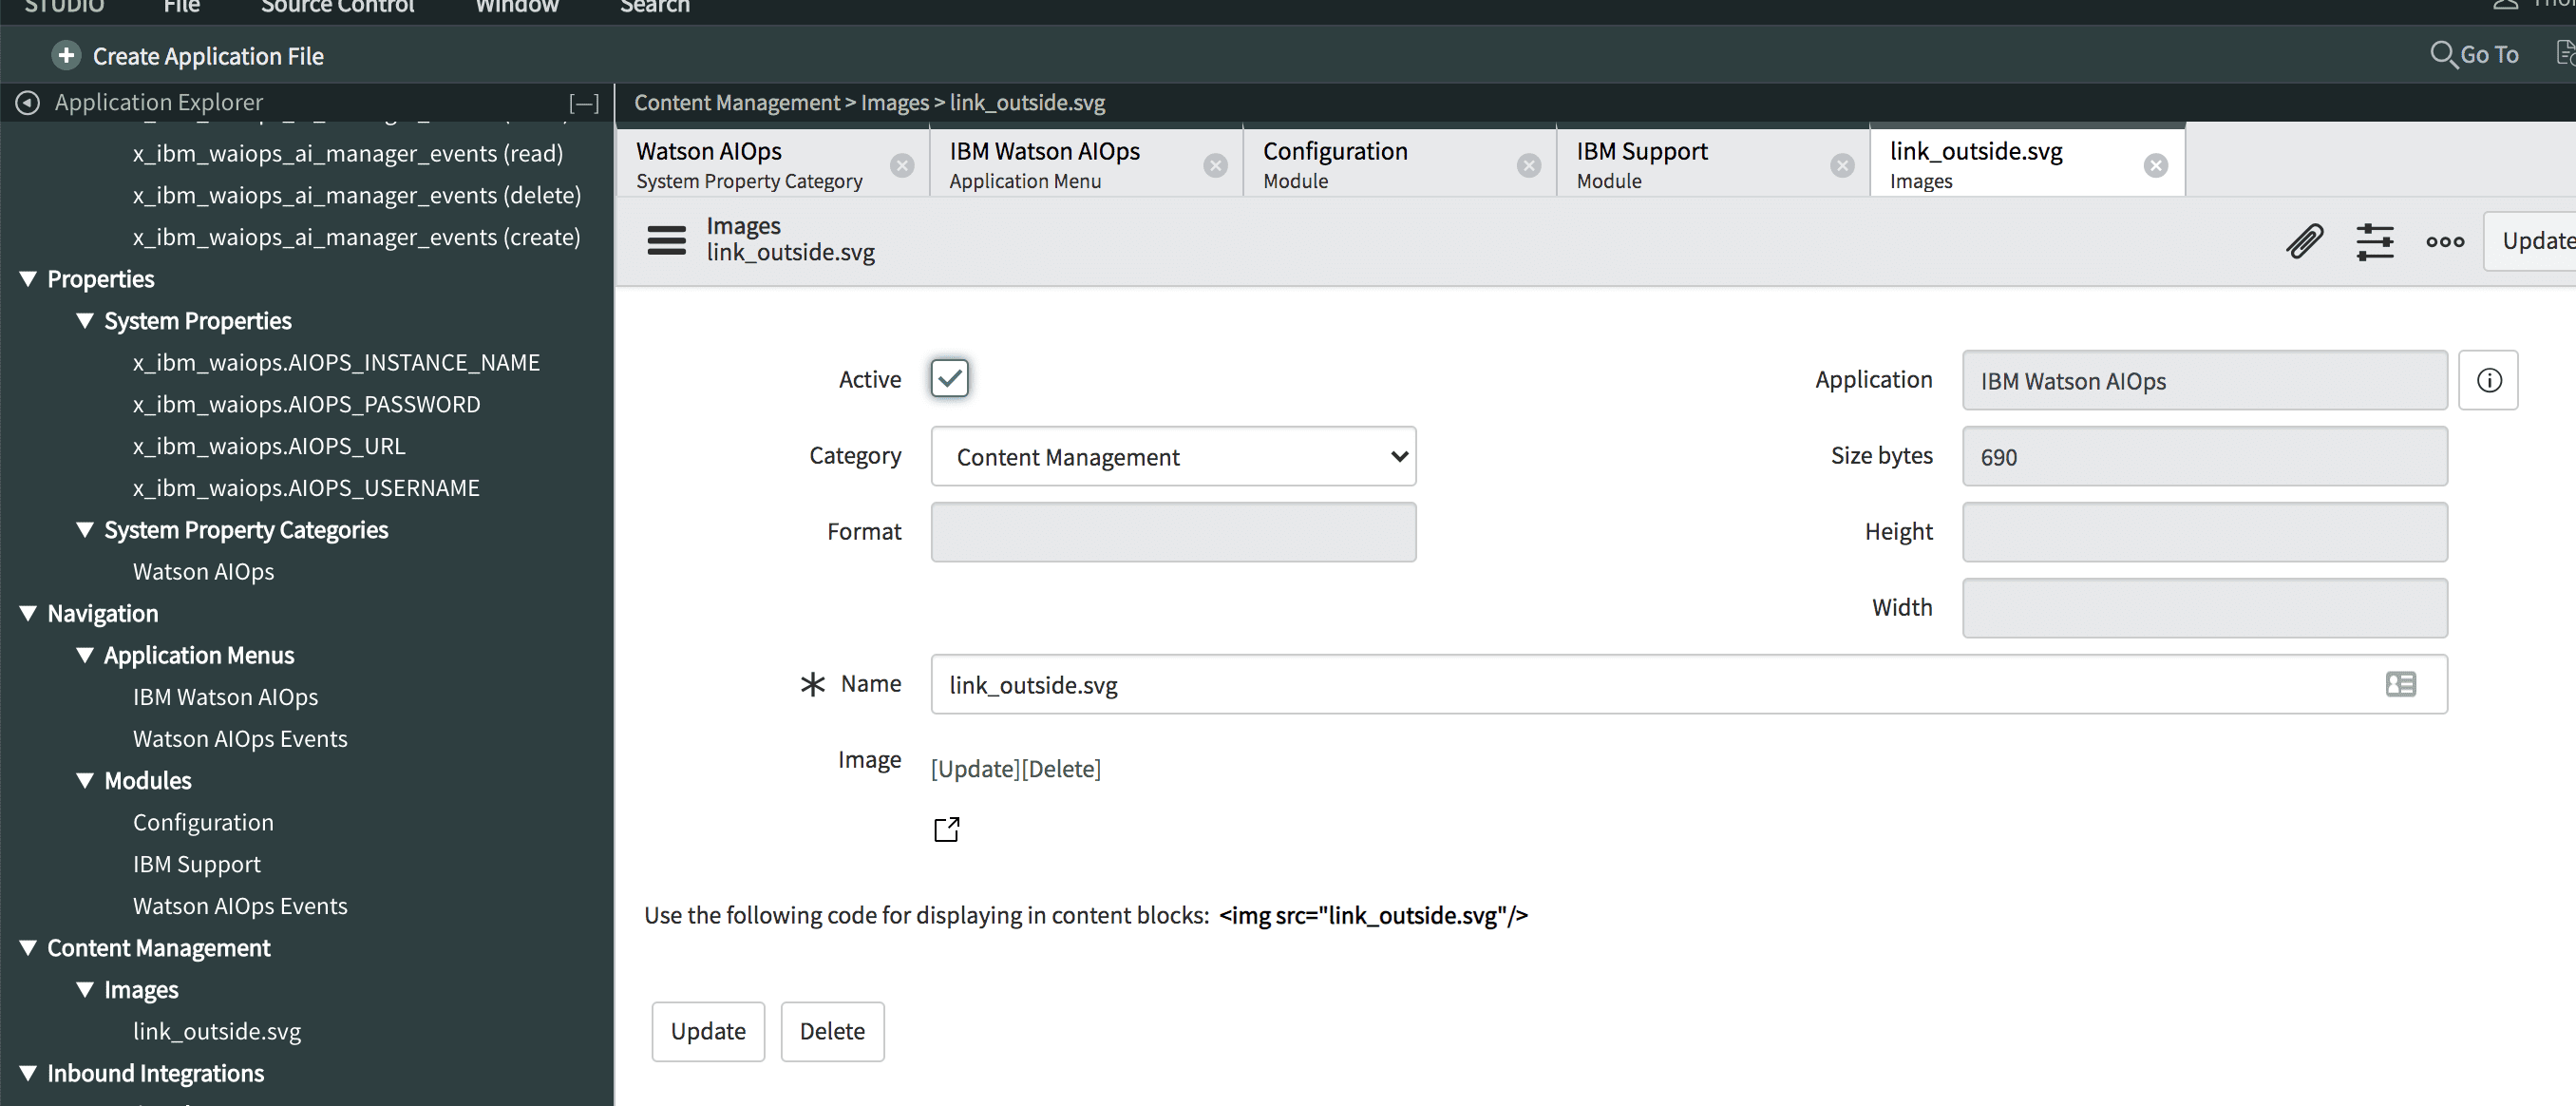 STUDIO File Source Control Window Search
Create Application File
Go To
Application Explorer [—]
x_ibm_waiops_ai_manager_events (read)
x_ibm_waiops_ai_manager_events (delete)
x_ibm_waiops_ai_manager_events (create)
Properties
System Properties
x_ibm_waiops.AIOPS_INSTANCE_NAME
x_ibm_waiops.AIOPS_PASSWORD
x_ibm_waiops.AIOPS_URL
x_ibm_waiops.AIOPS_USERNAME
System Property Categories
Watson AIOps
Navigation
Application Menus
IBM Watson AIOps
Watson AIOps Events
Modules
Configuration
IBM Support
Watson AIOps Events
Content Management
Images
link_outside.svg
Inbound Integrations
Content Management > Images > link_outside.svg
Watson AIOps
System Property Category
IBM Watson AIOps
Application Menu
Configuration
Module
IBM Support
Module
link_outside.svg
Images
Images
link_outside.svg
Update
Active
Application IBM Watson AIOps
Category Content Management
Size bytes 690
Format
Height
Width
Name link_outside.svg
Image [Update][Delete]
Use the following code for displaying in content blocks: <img src="link_outside.svg"/>
Update Delete